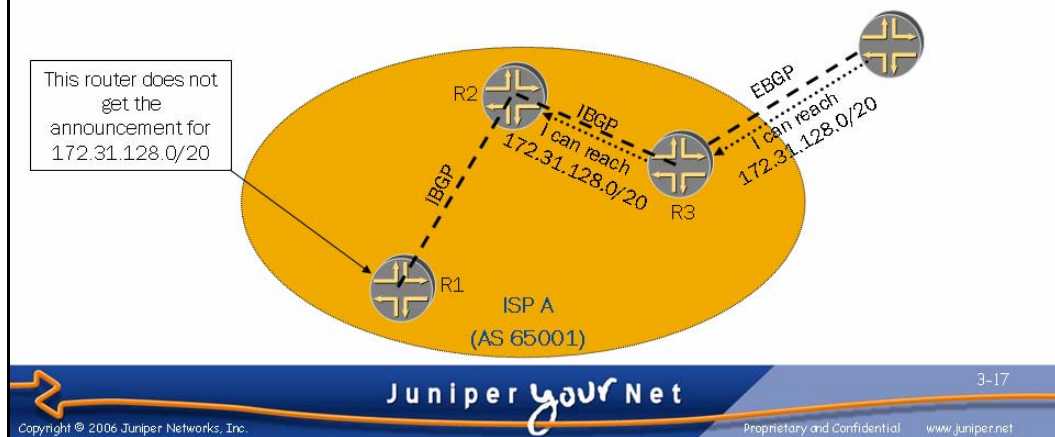 This router does not
get the
announcement for
172.31.128.0/20
R2
IBGP
I can reach
172.31.128.0/20
EBGP
I can reach
172.31.128.0/20
R3
IBGP
R1
ISP A
(AS 65001)
Juniper your Net
3-17
Copyright © 2006 Juniper Networks, Inc.
Proprietary and Confidential
www.juniper.net